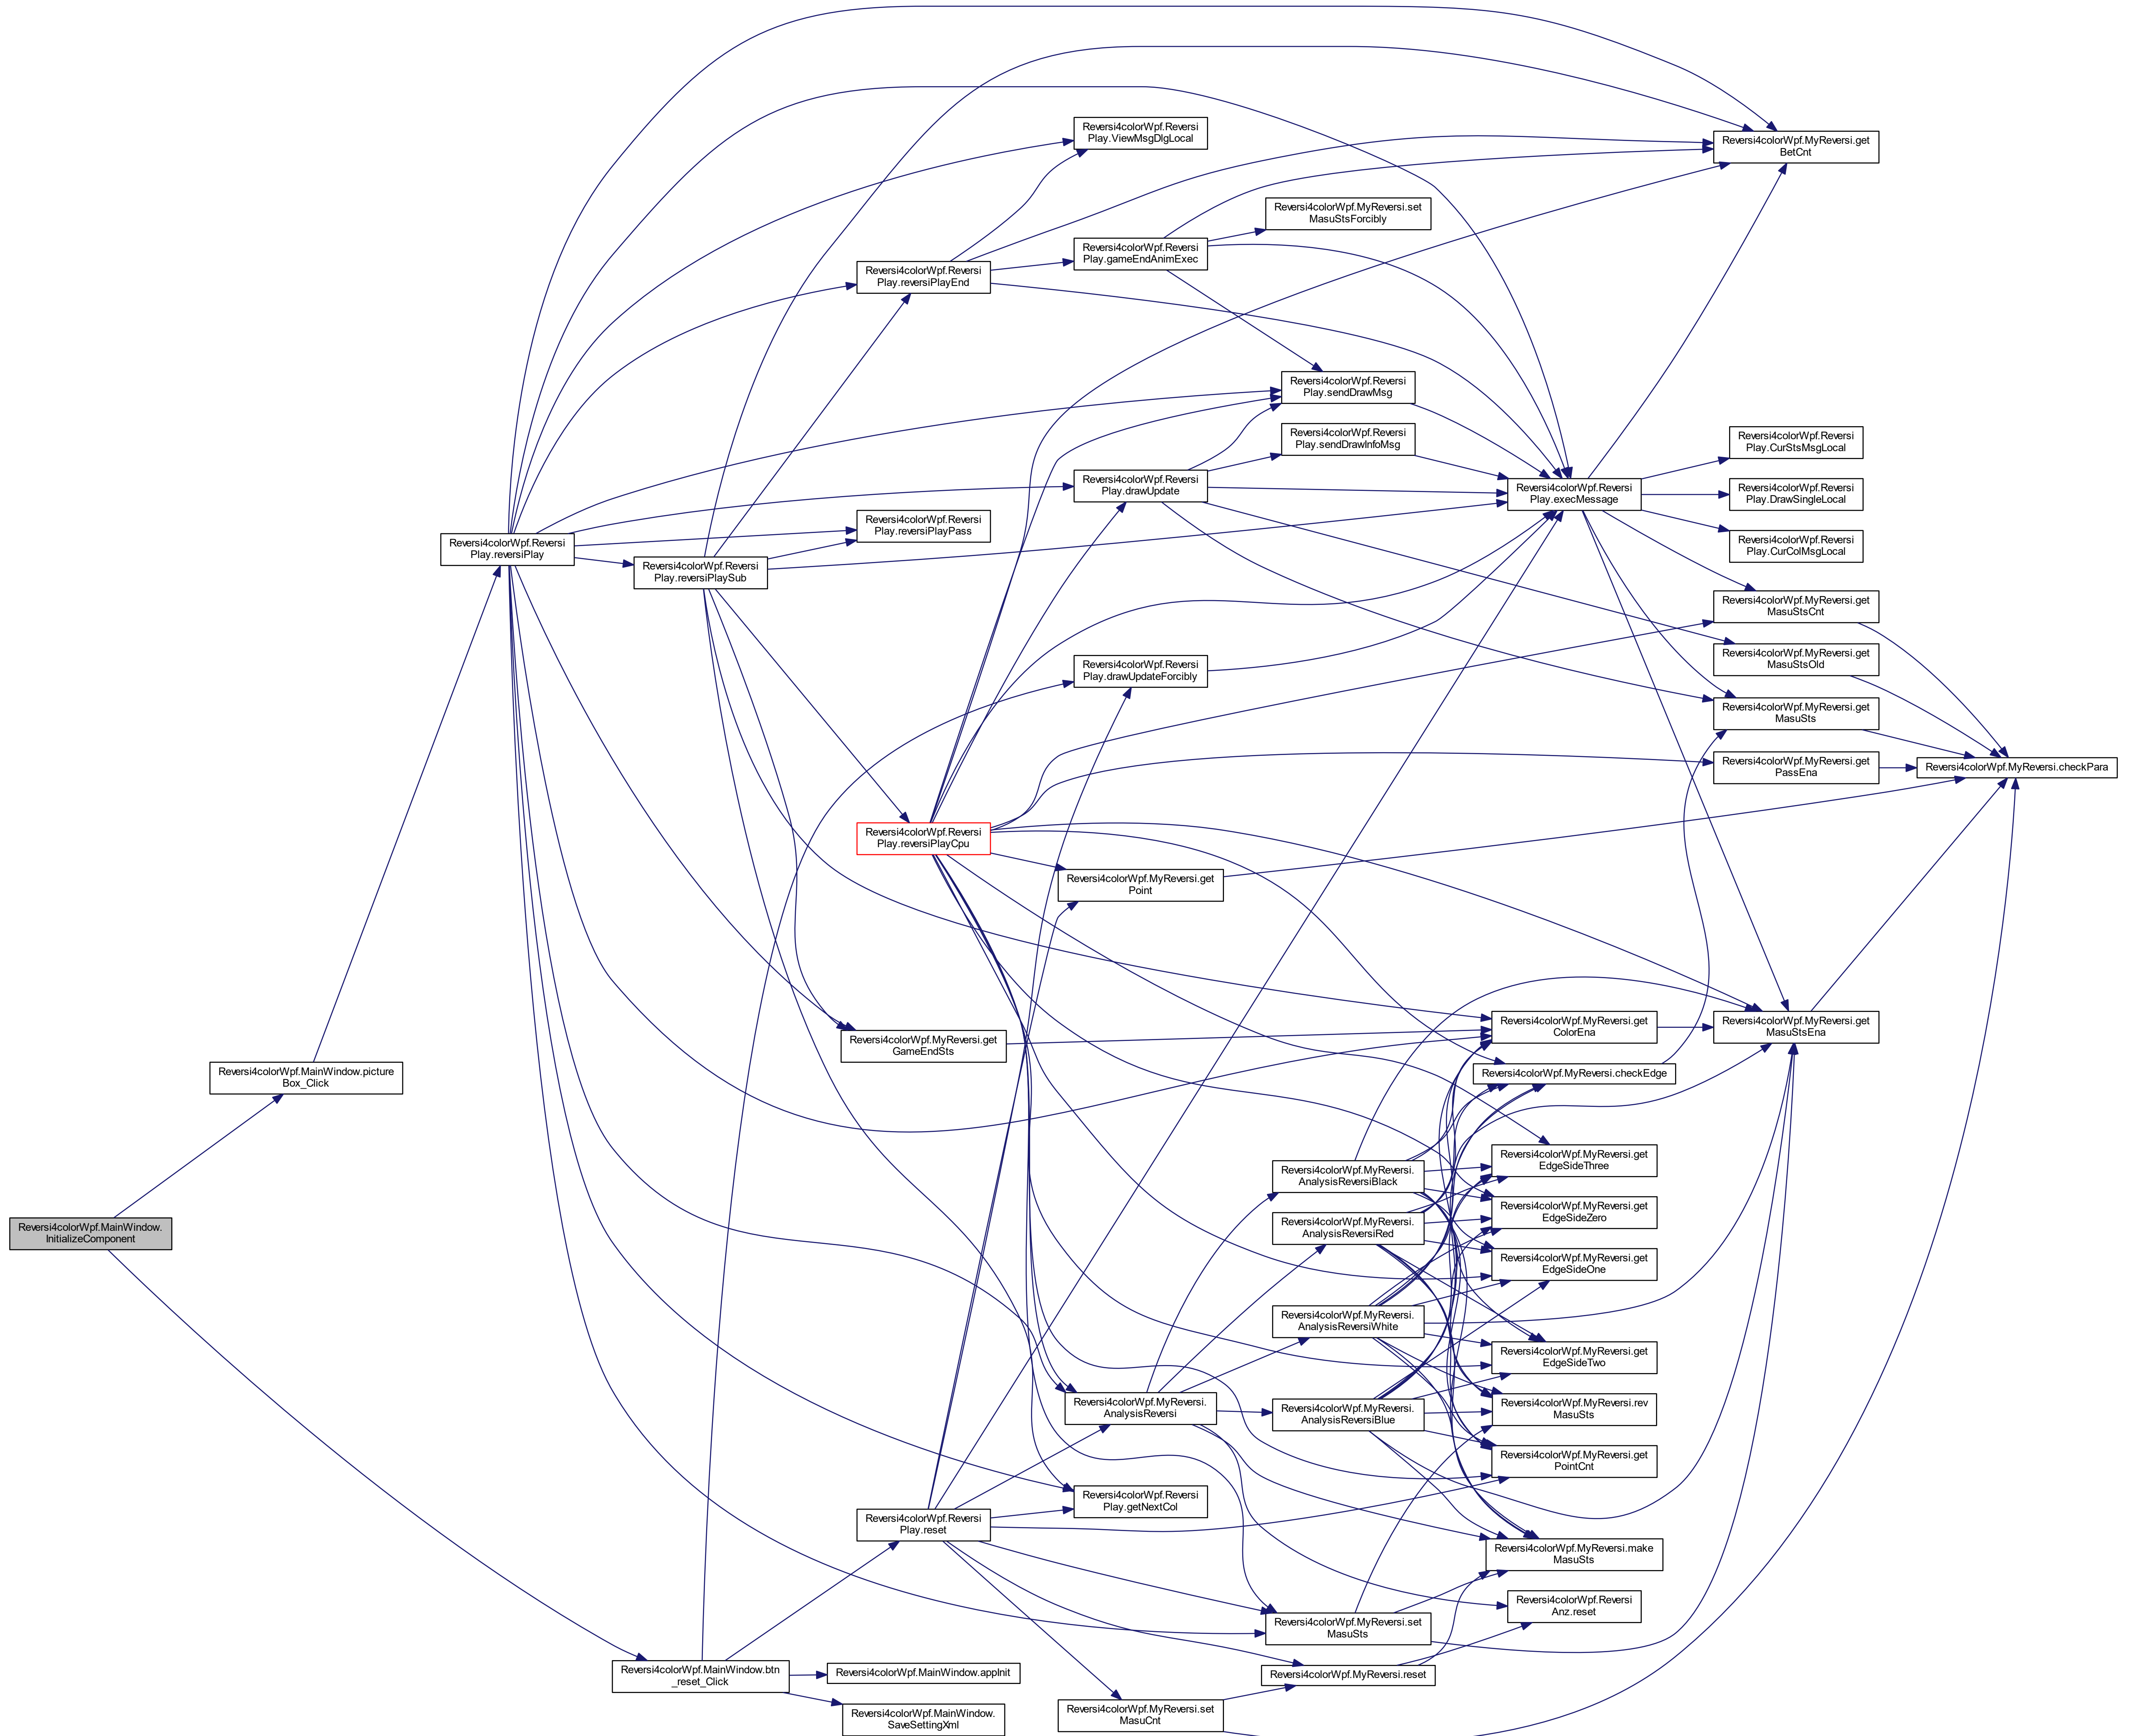 Reversi4colorWpf.MainWindow.
InitializeComponent
Reversi4colorWpf.MainWindow.picture
Box_Click
Reversi4colorWpf.MainWindow.btn
_reset_Click
Reversi4colorWpf.Reversi
Play.reversiPlay
Reversi4colorWpf.Reversi
Play.reversiPlaySub
Reversi4colorWpf.Reversi
Play.reversiPlayEnd
Reversi4colorWpf.Reversi
Play.reversiPlayPass
Reversi4colorWpf.Reversi
Play.reversiPlayCpu
Reversi4colorWpf.MyReversi.get
GameEndSts
Reversi4colorWpf.Reversi
Play.reset
Reversi4colorWpf.MainWindow.appInit
Reversi4colorWpf.MainWindow.
SaveSettingXml
Reversi4colorWpf.Reversi
Play.ViewMsgDlgLocal
Reversi4colorWpf.Reversi
Play.gameEndAnimExec
Reversi4colorWpf.Reversi
Play.drawUpdate
Reversi4colorWpf.Reversi
Play.drawUpdateForcibly
Reversi4colorWpf.MyReversi.get
Point
Reversi4colorWpf.MyReversi.
AnalysisReversi
Reversi4colorWpf.Reversi
Play.getNextCol
Reversi4colorWpf.MyReversi.set
MasuCnt
Reversi4colorWpf.MyReversi.set
MasuStsForcibly
Reversi4colorWpf.Reversi
Play.sendDrawMsg
Reversi4colorWpf.Reversi
Play.sendDrawInfoMsg
Reversi4colorWpf.MyReversi.
AnalysisReversiBlack
Reversi4colorWpf.MyReversi.
AnalysisReversiRed
Reversi4colorWpf.MyReversi.
AnalysisReversiWhite
Reversi4colorWpf.MyReversi.
AnalysisReversiBlue
Reversi4colorWpf.MyReversi.set
MasuSts
Reversi4colorWpf.MyReversi.reset
Reversi4colorWpf.Reversi
Play.execMessage
Reversi4colorWpf.MyReversi.get
ColorEna
Reversi4colorWpf.MyReversi.checkEdge
Reversi4colorWpf.MyReversi.get
EdgeSideThree
Reversi4colorWpf.MyReversi.get
EdgeSideZero
Reversi4colorWpf.MyReversi.get
EdgeSideOne
Reversi4colorWpf.MyReversi.get
EdgeSideTwo
Reversi4colorWpf.MyReversi.rev
MasuSts
Reversi4colorWpf.MyReversi.get
PointCnt
Reversi4colorWpf.MyReversi.make
MasuSts
Reversi4colorWpf.Reversi
Anz.reset
Reversi4colorWpf.MyReversi.get
BetCnt
Reversi4colorWpf.Reversi
Play.CurStsMsgLocal
Reversi4colorWpf.Reversi
Play.DrawSingleLocal
Reversi4colorWpf.Reversi
Play.CurColMsgLocal
Reversi4colorWpf.MyReversi.get
MasuStsCnt
Reversi4colorWpf.MyReversi.get
MasuStsOld
Reversi4colorWpf.MyReversi.get
MasuSts
Reversi4colorWpf.MyReversi.get
PassEna
Reversi4colorWpf.MyReversi.get
MasuStsEna
Reversi4colorWpf.MyReversi.checkPara